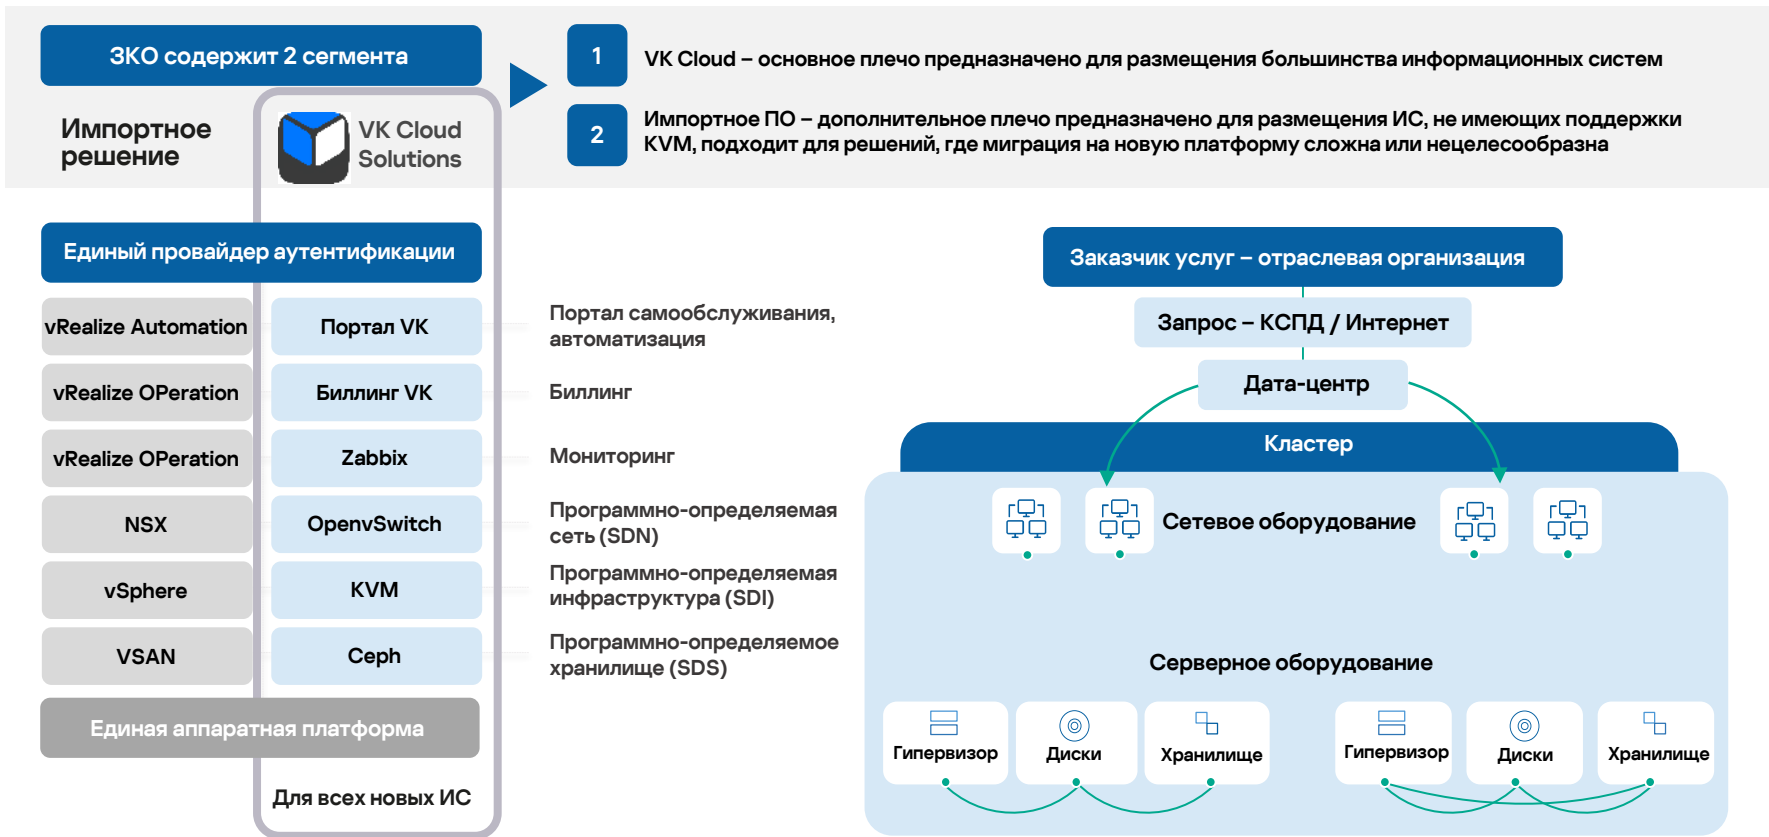 ЗКО содержит 2 сегмента
Импортное
решение
VK Cloud
Solutions
1
VK Cloud – основное плечо предназначено для размещения большинства информационных систем
2
Импортное ПО – дополнительное плечо предназначено для размещения ИС, не имеющих поддержки
KVM, подходит для решений, где миграция на новую платформу сложна или нецелесообразна
Единый провайдер аутентификации
vRealize Automation
Портал VK
Портал самообслуживания,
автоматизация
vRealize OPeration
Биллинг VK
Биллинг
vRealize OPeration
Zabbix
Мониторинг
NSX
OpenvSwitch
Программно-определяемая
сеть (SDN)
vSphere
KVM
Программно-определяемая
инфраструктура (SDI)
VSAN
Ceph
Программно-определяемое
хранилище (SDS)
Единая аппаратная платформа
Для всех новых ИС
Заказчик услуг – отраслевая организация
Запрос – КСПД / Интернет
Дата-центр
Кластер
Сетевое оборудование
Серверное оборудование
Гипервизор
Диски
Хранилище
Гипервизор
Диски
Хранилище